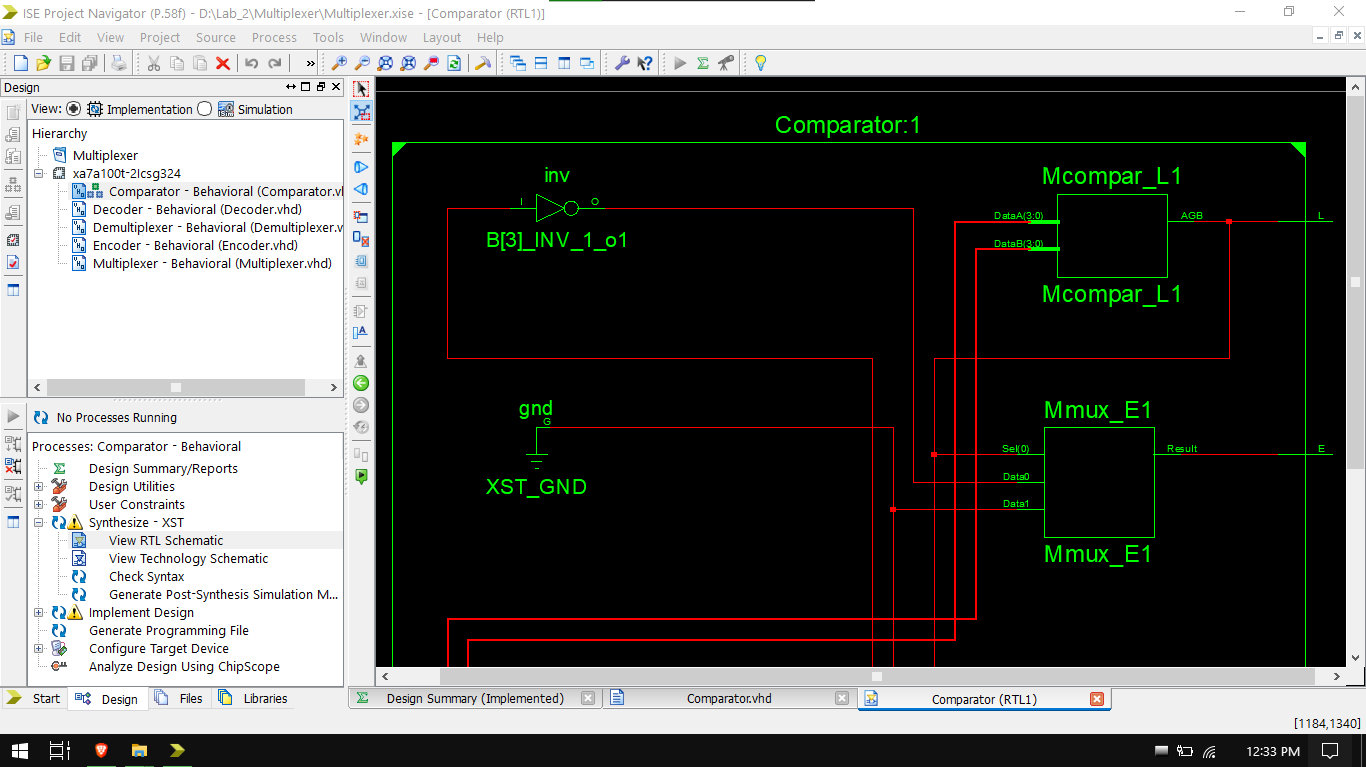 ISE Project Navigator (P.58f) - D:\Lab_2\Multiplexer\Multiplexer.xise - [Comparator (RTL1)]
File Edit View Project Source Process Tools Window Layout Help
»
Design
View: Implementation Simulation
Hierarchy
Multiplexer
xa7a100t-2Icsg324
Comparator - Behavioral (Comparator.vl
Decoder - Behavioral (Decoder.vhd)
Demultiplexer - Behavioral (Demultiplexer.v
Encoder - Behavioral (Encoder.vhd)
Multiplexer - Behavioral (Multiplexer.vhd)
No Processes Running
Processes: Comparator - Behavioral
Design Summary/Reports
Design Utilities
User Constraints
Synthesize - XST
View RTL Schematic
View Technology Schematic
Check Syntax
Generate Post-Synthesis Simulation M...
Implement Design
Generate Programming File
Configure Target Device
Analyze Design Using ChipScope
Start Design Files Libraries
Comparator:1
inv
I O
B[3]_INV_1_o1
gnd
G
XST_GND
Mcompar_L1
DataA(3:0) AGB L
DataB(3:0)
Mcompar_L1
Mmux_E1
Sel(0) Result E
Data0
Data1
Mmux_E1
Design Summary (Implemented) Comparator.vhd Comparator (RTL1)
[1184,1340]
12:33 PM